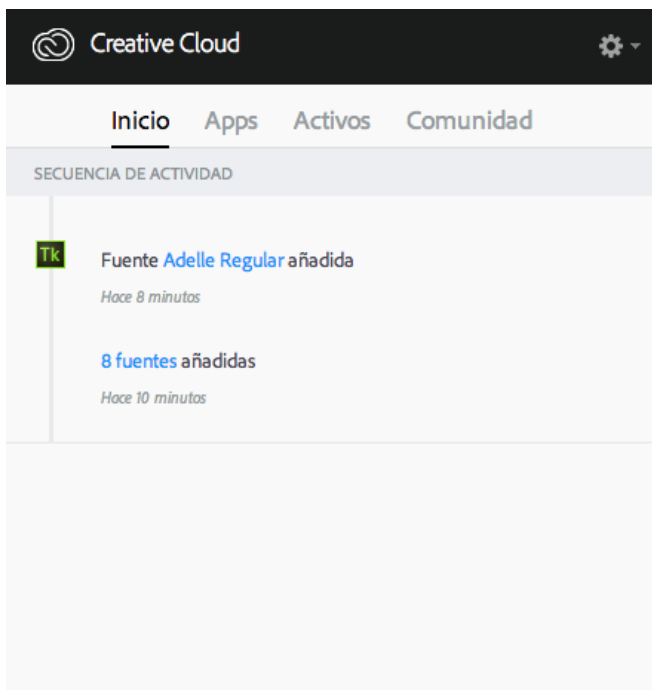 Creative Cloud
Inicio Apps Activos Comunidad
SECUENCIA DE ACTIVIDAD
Tk
Fuente Adelle Regular añadida
Hace 8 minutos
8 fuentes añadidas
Hace 10 minutos